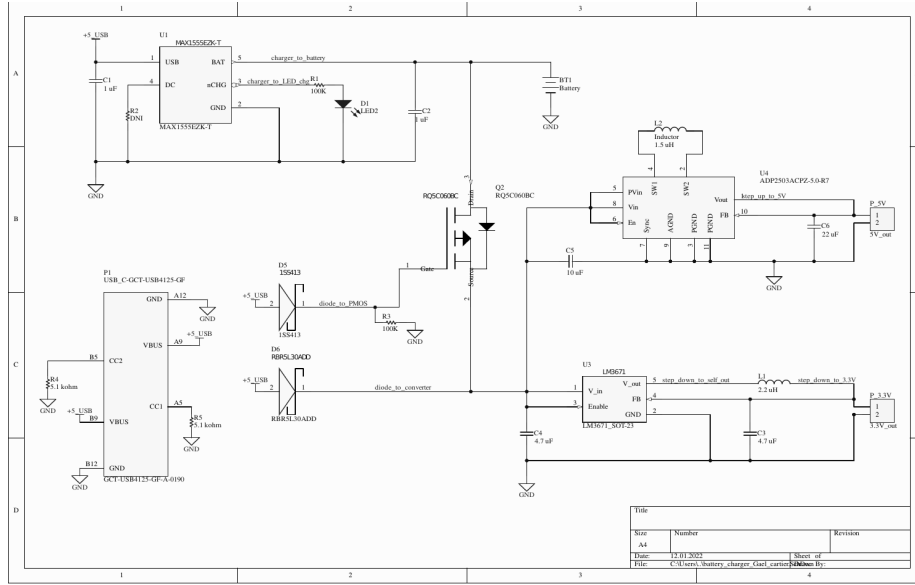 1 2 3 4
+5_USB
U1
MAX1555EZK-T
1 USB BAT 5 charger_to_battery
4 DC nCHG 3 charger_to_LED_chg R1
100K
GND 2
MAX1555EZK-T
C1
1 uF
R2
DNI
D1
LED2
C2
1 uF
BT1
Battery
GND
GND
A
L2
Inductor
1.5 uH
4 2
SW1 SW2
U4
ADP2503ACPZ-5.0-R7
5 PVin
8 Vin
6 En
Vout
FB 10
Sync AGND PGND PGND
7 9 3 11
P_5V
1
2
5V_out
C6
22 uF
C5
10 uF
GND
B
RQ5C060BC
Q2
RQ5C060BC
3
Drain
1
Gate
Source
2
P1
USB_C-GCT-USB4125-GF
GND A12
GND
VBUS A9
+5_USB
B5 CC2
R4
5.1 kohm
GND
CC1 A5
R5
5.1 kohm
GND
+5_USB
B9 VBUS
B12 GND
GND
GCT-USB4125-GF-A-0190
D5
1SS413
+5_USB
2 1 diode_to_PMOS
1SS413
R3
100K
GND
D6
RBR5L30ADD
+5_USB
2 1 diode_to_converter
RBR5L30ADD
C
U3
LM3671
1 V_in V_out 5 step_down_to_self_out L1 step_down_to_3.3V
2.2 uH
3 Enable FB 4
GND 2
LM3671_SOT-23
P_3.3V
1
2
3.3V_out
C4
4.7 uF
C3
4.7 uF
GND
D
Title
Size Number Revision
A4
Date: 12.01.2022 Sheet of
1 2 3 4